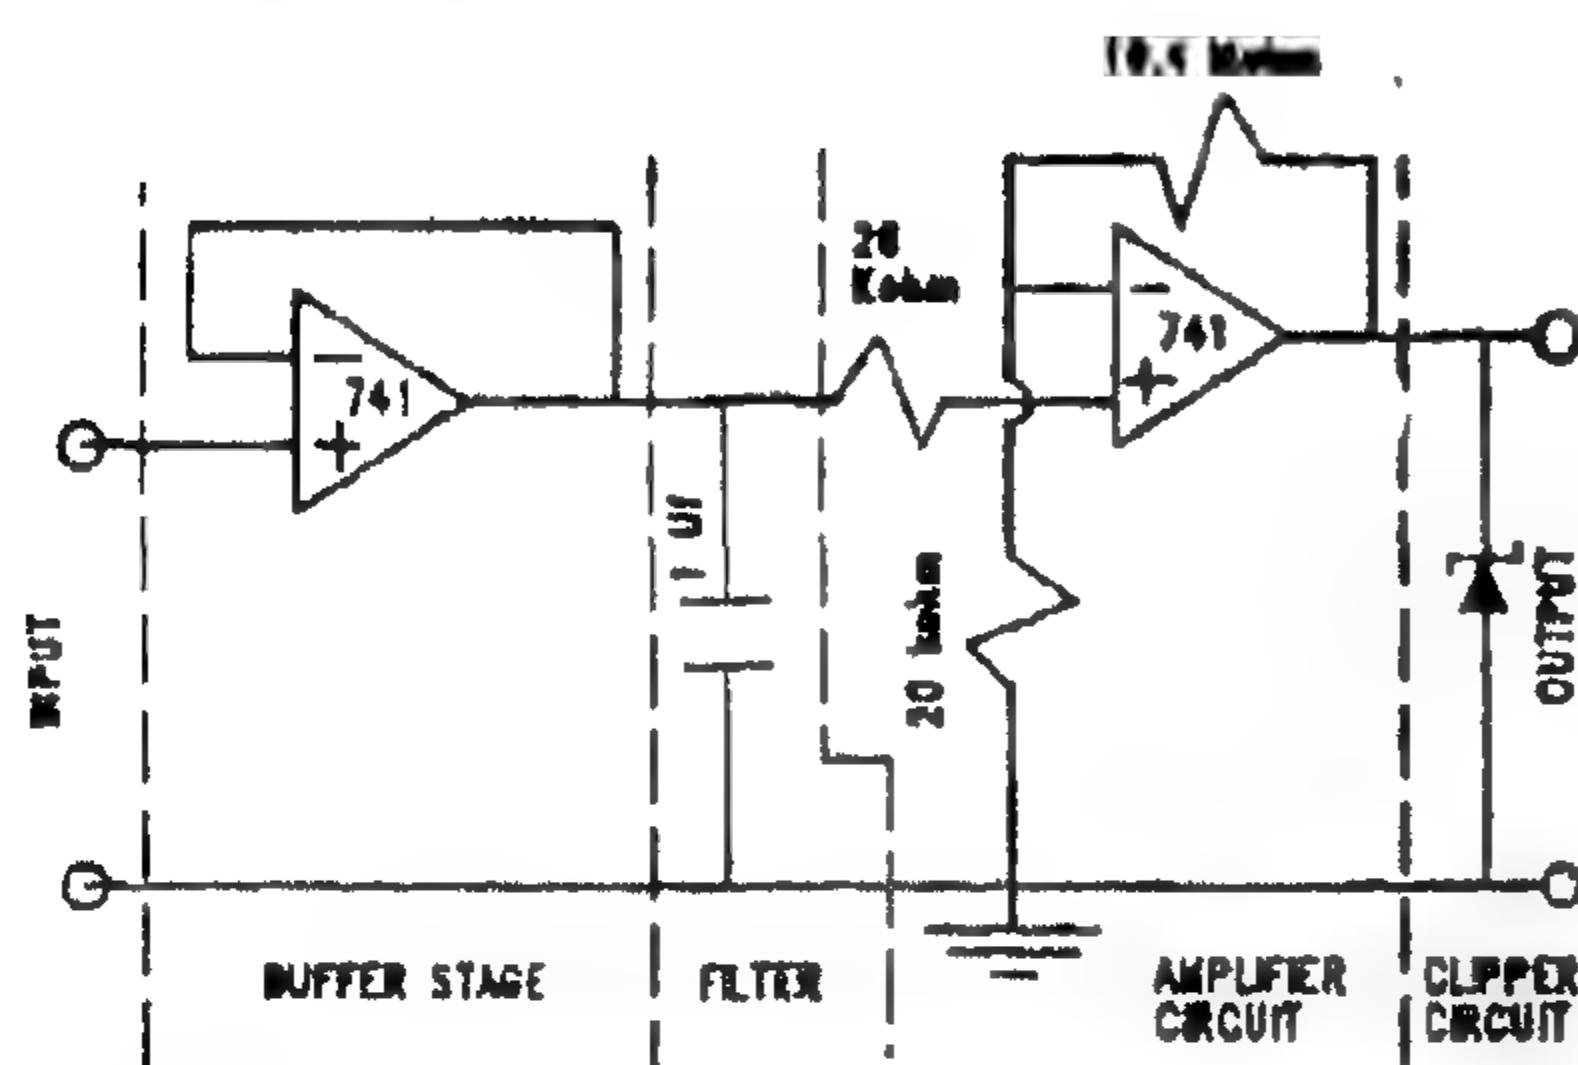 20
Kohm
741
741
1 Uf
20 kohm
INPUT
OUTPUT
BUFFER STAGE
FILTER
AMPLIFIER
CIRCUIT
CLIPPER
CIRCUIT